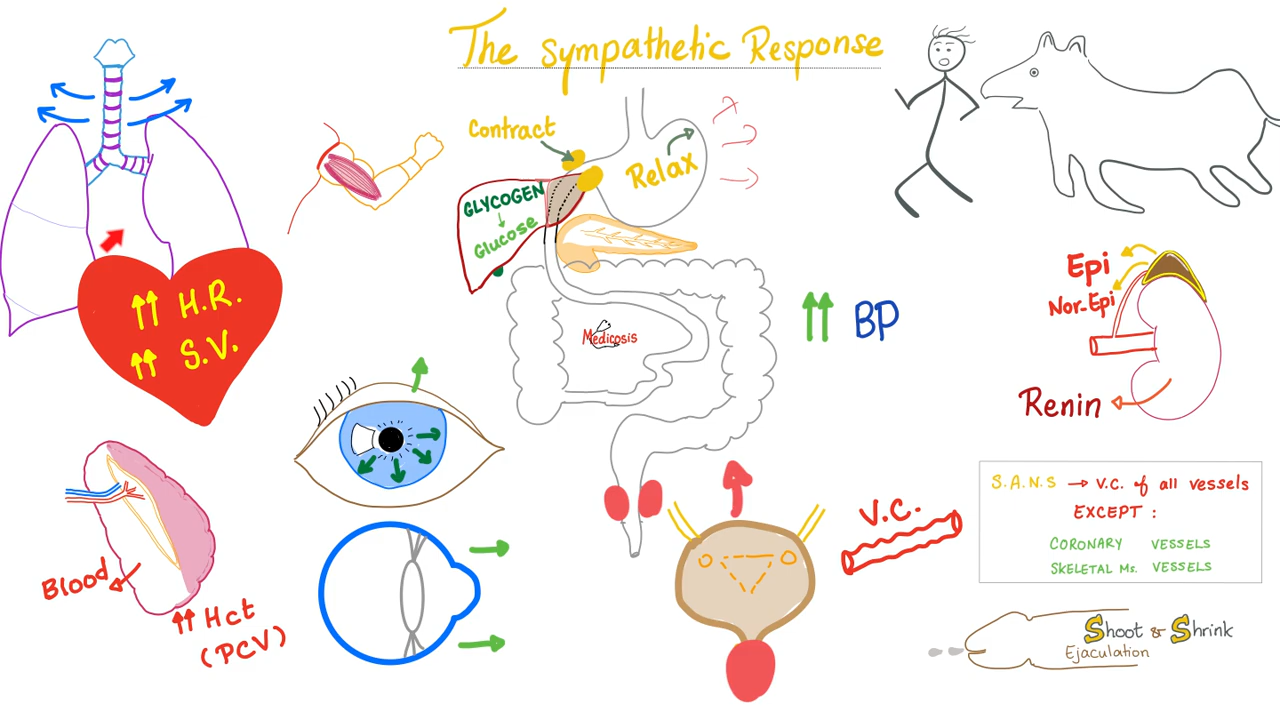 The Sympathetic Response
Contract
Relax
GLYCOGEN
Glucose
H.R.
S.V.
Medicosis
BP
Epi
Nor-Epi
Renin
Blood
Hct
(PCV)
V.C.
S.A.N.S → V.C. of all vessels
EXCEPT :
CORONARY VESSELS
SKELETAL Ms. VESSELS
Shoot & Shrink
Ejaculation